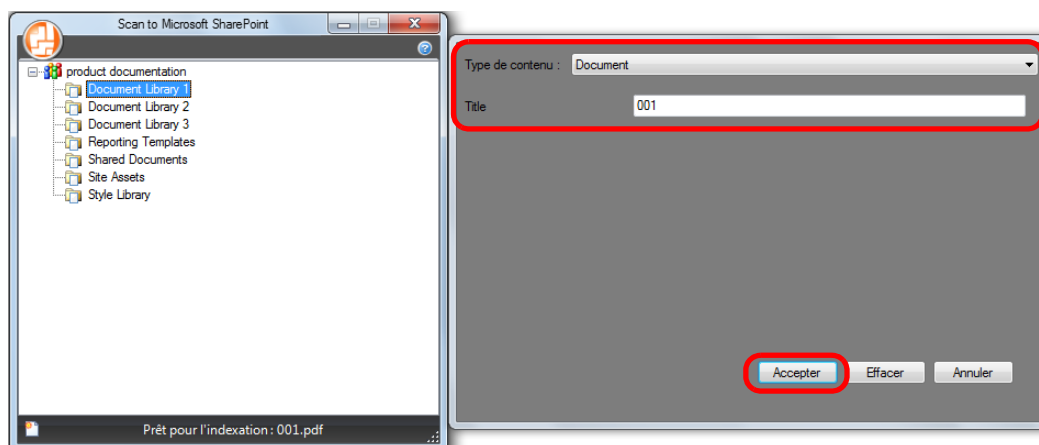 Scan to Microsoft SharePoint
product documentation
Document Library 1
Document Library 2
Document Library 3
Reporting Templates
Shared Documents
Site Assets
Style Library
Prêt pour l'indexation : 001.pdf
Type de contenu : Document
Title 001
Accepter Effacer Annuler